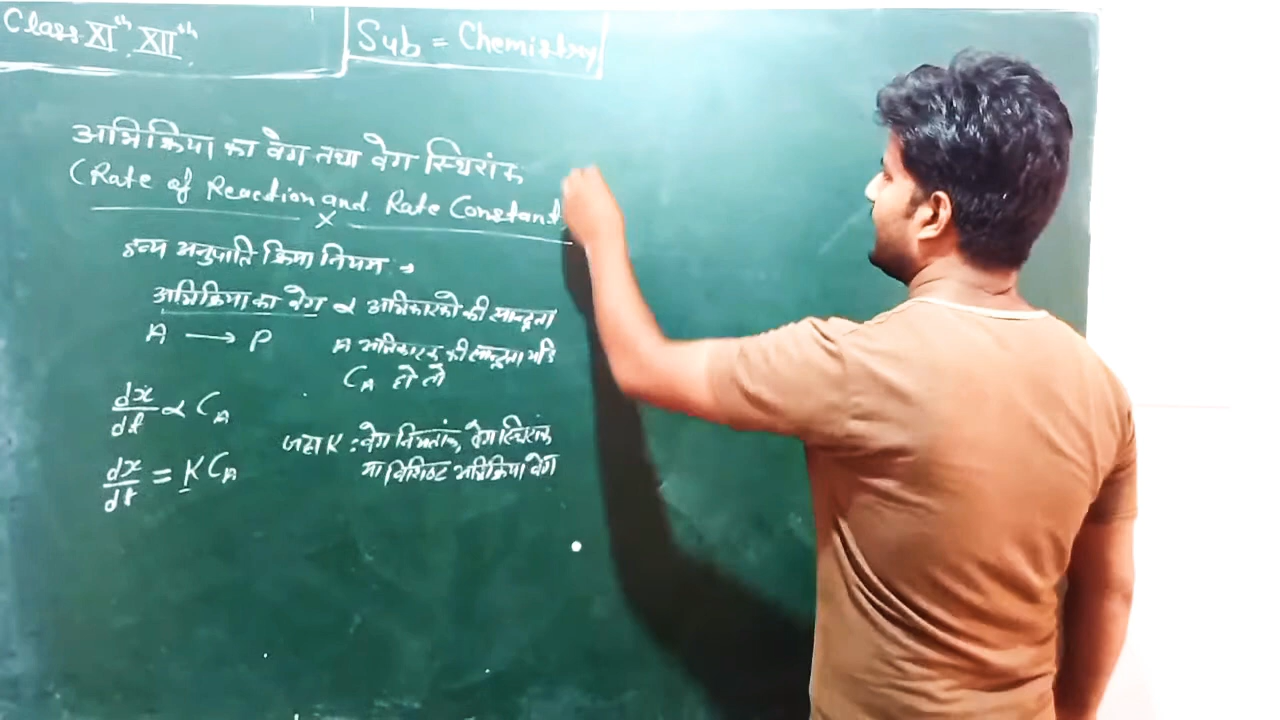 Class XIth, XIIth
Sub = Chemistry
अभिक्रिया का वेग तथा वेग स्थिरांक
(Rate of Reaction and Rate Constant
X
द्रव्य अनुपाति क्रिया नियम →
अभिक्रिया का वेग ∝ अभिकारको की सान्द्रता
A → P
A अभिकारक की सान्द्रता यदि
CA हो तो
dx/dt ∝ CA
जहा K : वेग नियतांक, वेग स्थिरांक
या विशिष्ट अभिक्रिया वेग
dx/dt = KCA